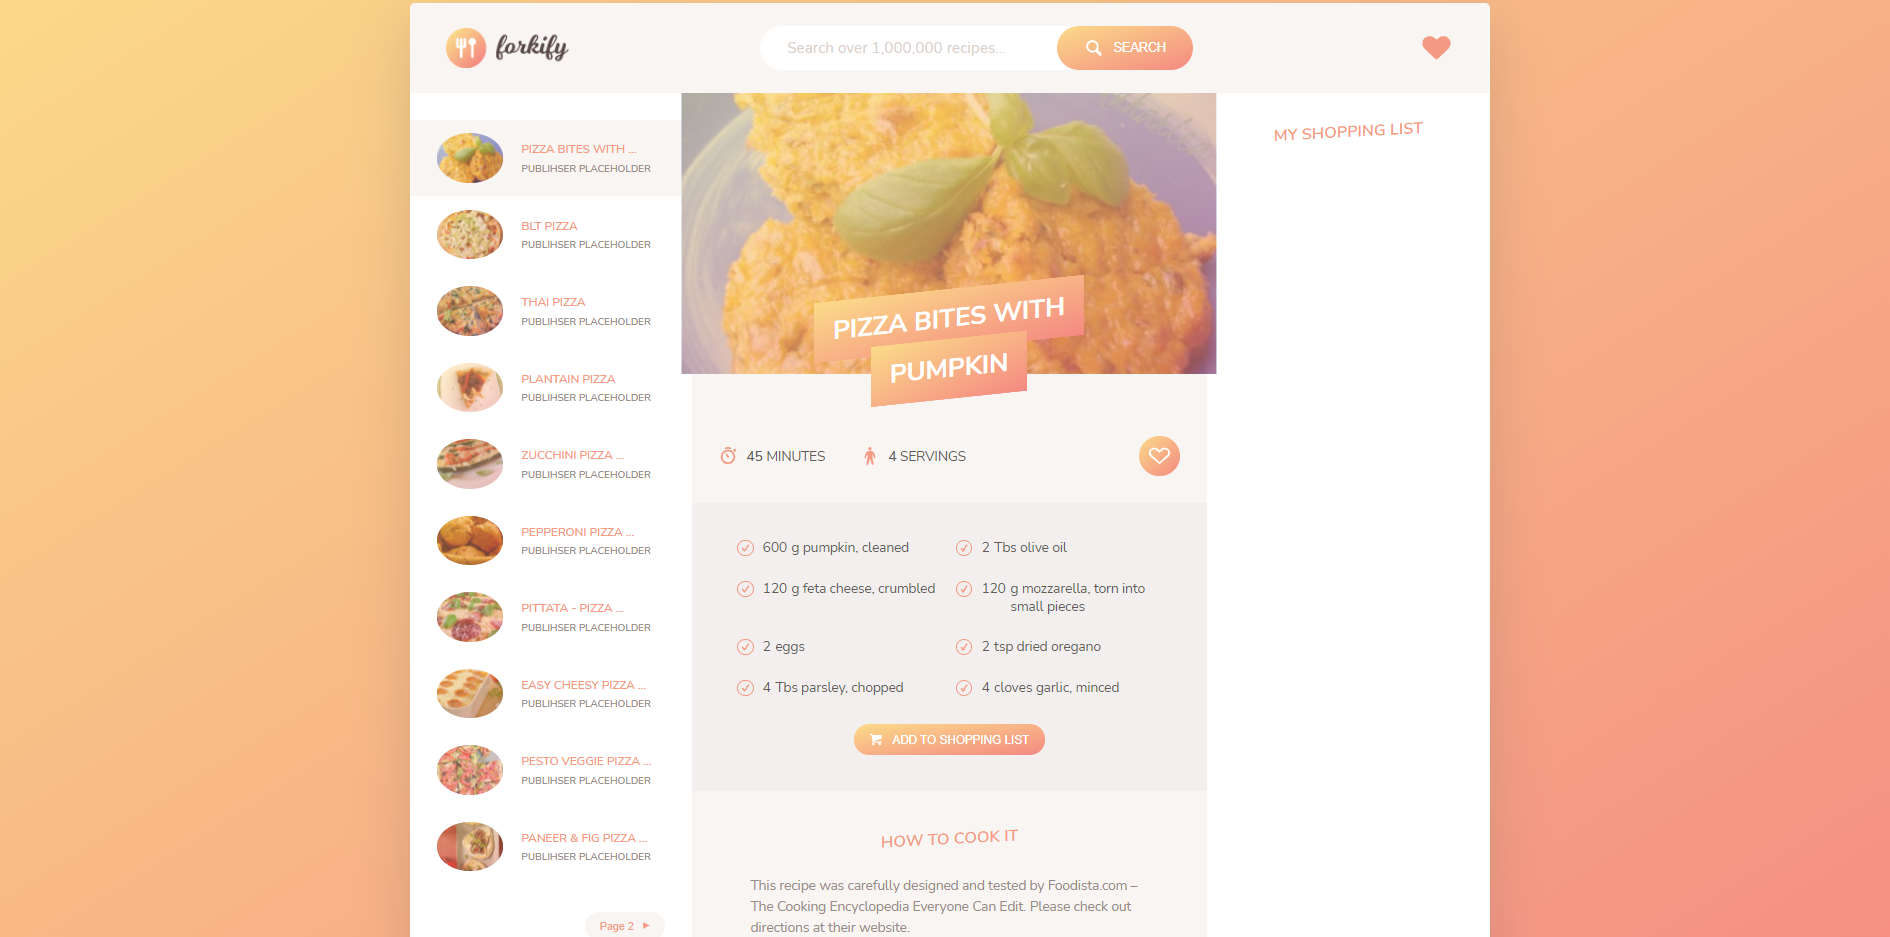 forkify
Search over 1,000,000 recipes...
SEARCH
PIZZA BITES WITH ...
PUBLIHSER PLACEHOLDER
BLT PIZZA
PUBLIHSER PLACEHOLDER
THAI PIZZA
PUBLIHSER PLACEHOLDER
PLANTAIN PIZZA
PUBLIHSER PLACEHOLDER
ZUCCHINI PIZZA ...
PUBLIHSER PLACEHOLDER
PEPPERONI PIZZA ...
PUBLIHSER PLACEHOLDER
PITTATA - PIZZA ...
PUBLIHSER PLACEHOLDER
EASY CHEESY PIZZA ...
PUBLIHSER PLACEHOLDER
PESTO VEGGIE PIZZA ...
PUBLIHSER PLACEHOLDER
PANEER & FIG PIZZA ...
PUBLIHSER PLACEHOLDER
Page 2
PIZZA BITES WITH
PUMPKIN
45 MINUTES
4 SERVINGS
600 g pumpkin, cleaned
2 Tbs olive oil
120 g feta cheese, crumbled
120 g mozzarella, torn into
small pieces
2 eggs
2 tsp dried oregano
4 Tbs parsley, chopped
4 cloves garlic, minced
ADD TO SHOPPING LIST
HOW TO COOK IT
This recipe was carefully designed and tested by Foodista.com –
The Cooking Encyclopedia Everyone Can Edit. Please check out
directions at their website.
MY SHOPPING LIST